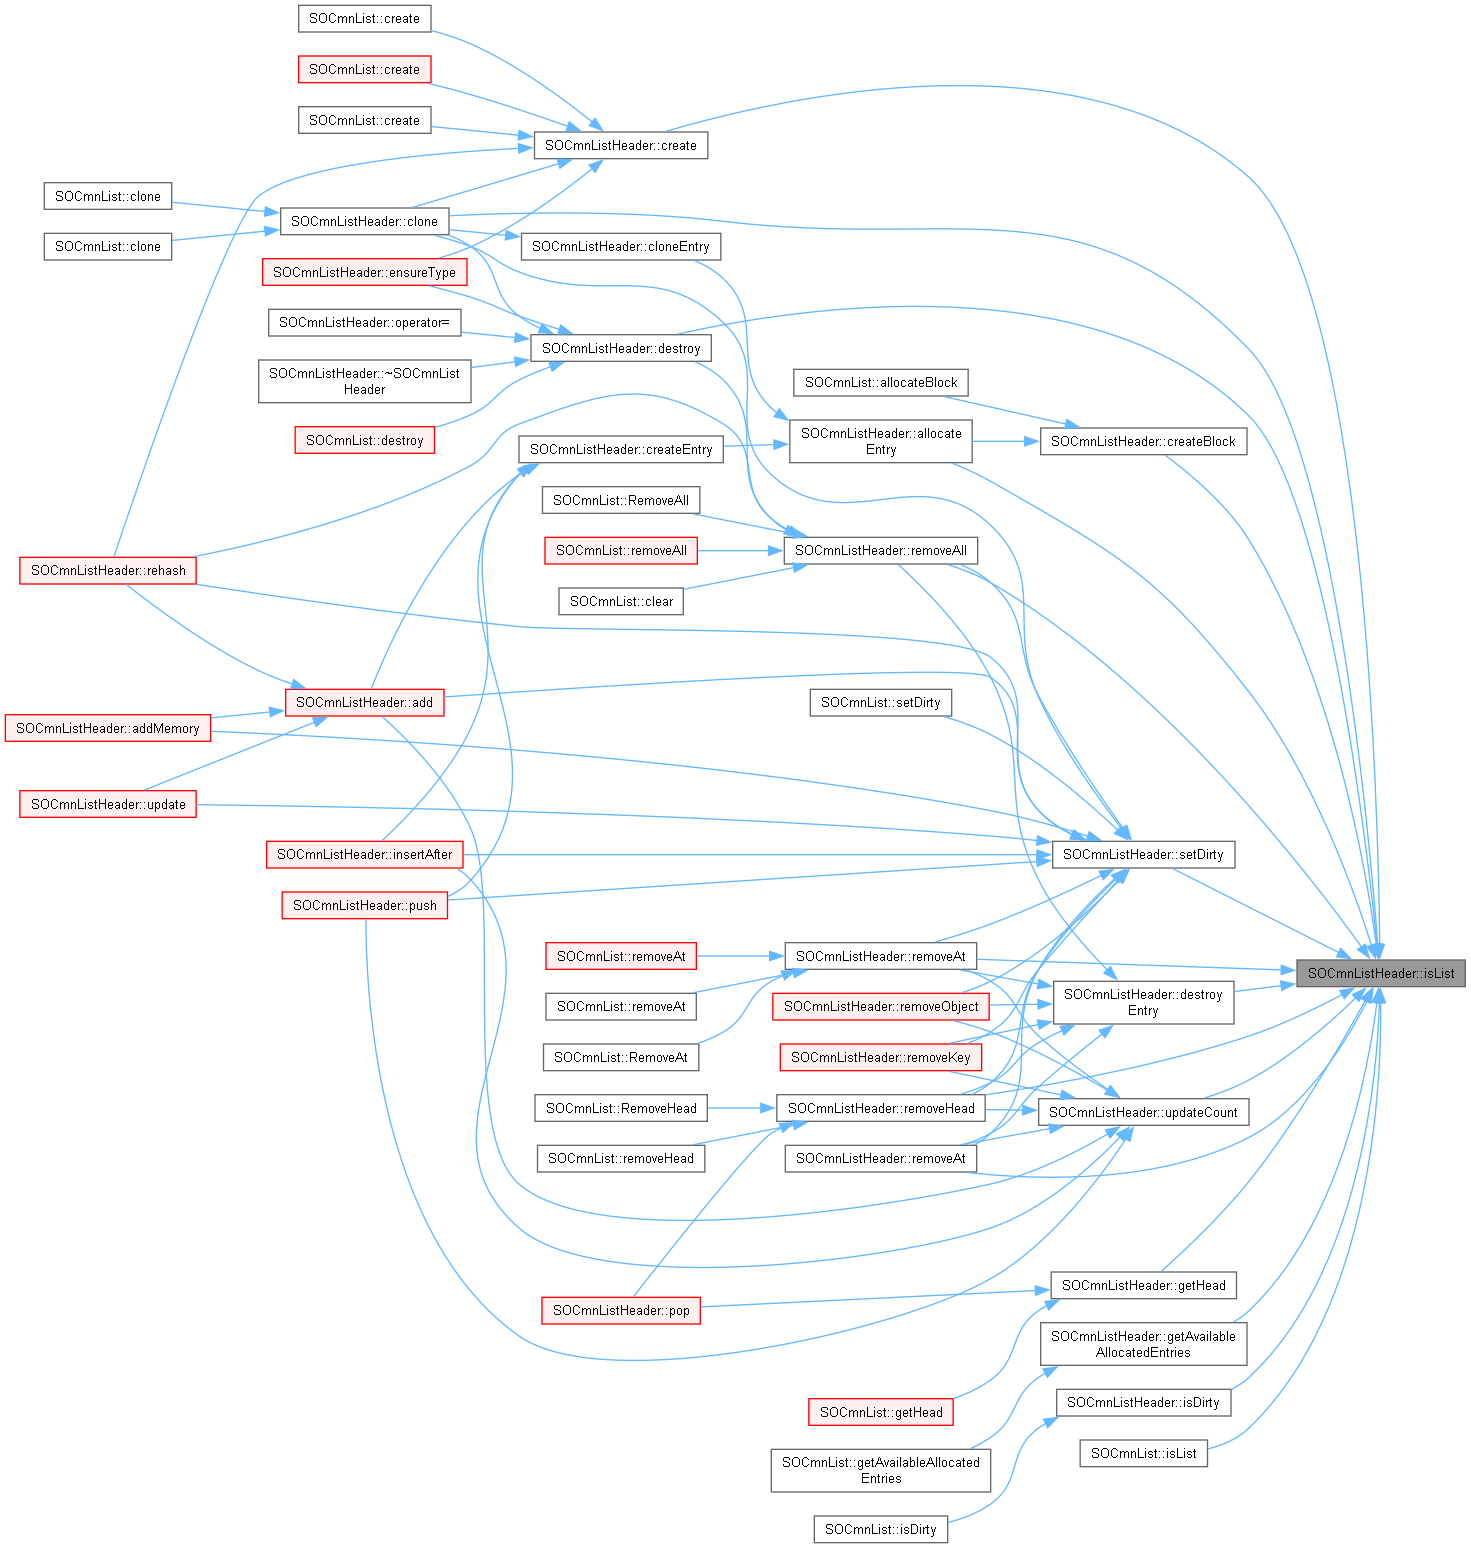 SOCmnList::create
SOCmnList::create
SOCmnList::create
SOCmnListHeader::create
SOCmnList::clone
SOCmnListHeader::clone
SOCmnList::clone
SOCmnListHeader::cloneEntry
SOCmnListHeader::ensureType
SOCmnListHeader::operator=
SOCmnListHeader::destroy
SOCmnListHeader::~SOCmnList
Header
SOCmnList::allocateBlock
SOCmnList::destroy
SOCmnListHeader::allocate
Entry
SOCmnListHeader::createBlock
SOCmnListHeader::createEntry
SOCmnList::RemoveAll
SOCmnList::removeAll
SOCmnListHeader::removeAll
SOCmnListHeader::rehash
SOCmnList::clear
SOCmnListHeader::add
SOCmnList::setDirty
SOCmnListHeader::addMemory
SOCmnListHeader::update
SOCmnListHeader::insertAfter
SOCmnListHeader::setDirty
SOCmnListHeader::push
SOCmnList::removeAt
SOCmnListHeader::removeAt
SOCmnListHeader::isList
SOCmnList::removeAt
SOCmnListHeader::removeObject
SOCmnListHeader::destroy
Entry
SOCmnList::RemoveAt
SOCmnListHeader::removeKey
SOCmnList::RemoveHead
SOCmnListHeader::removeHead
SOCmnListHeader::updateCount
SOCmnList::removeHead
SOCmnListHeader::removeAt
SOCmnListHeader::getHead
SOCmnListHeader::pop
SOCmnListHeader::getAvailable
AllocatedEntries
SOCmnList::getHead
SOCmnListHeader::isDirty
SOCmnList::isList
SOCmnList::getAvailableAllocated
Entries
SOCmnList::isDirty